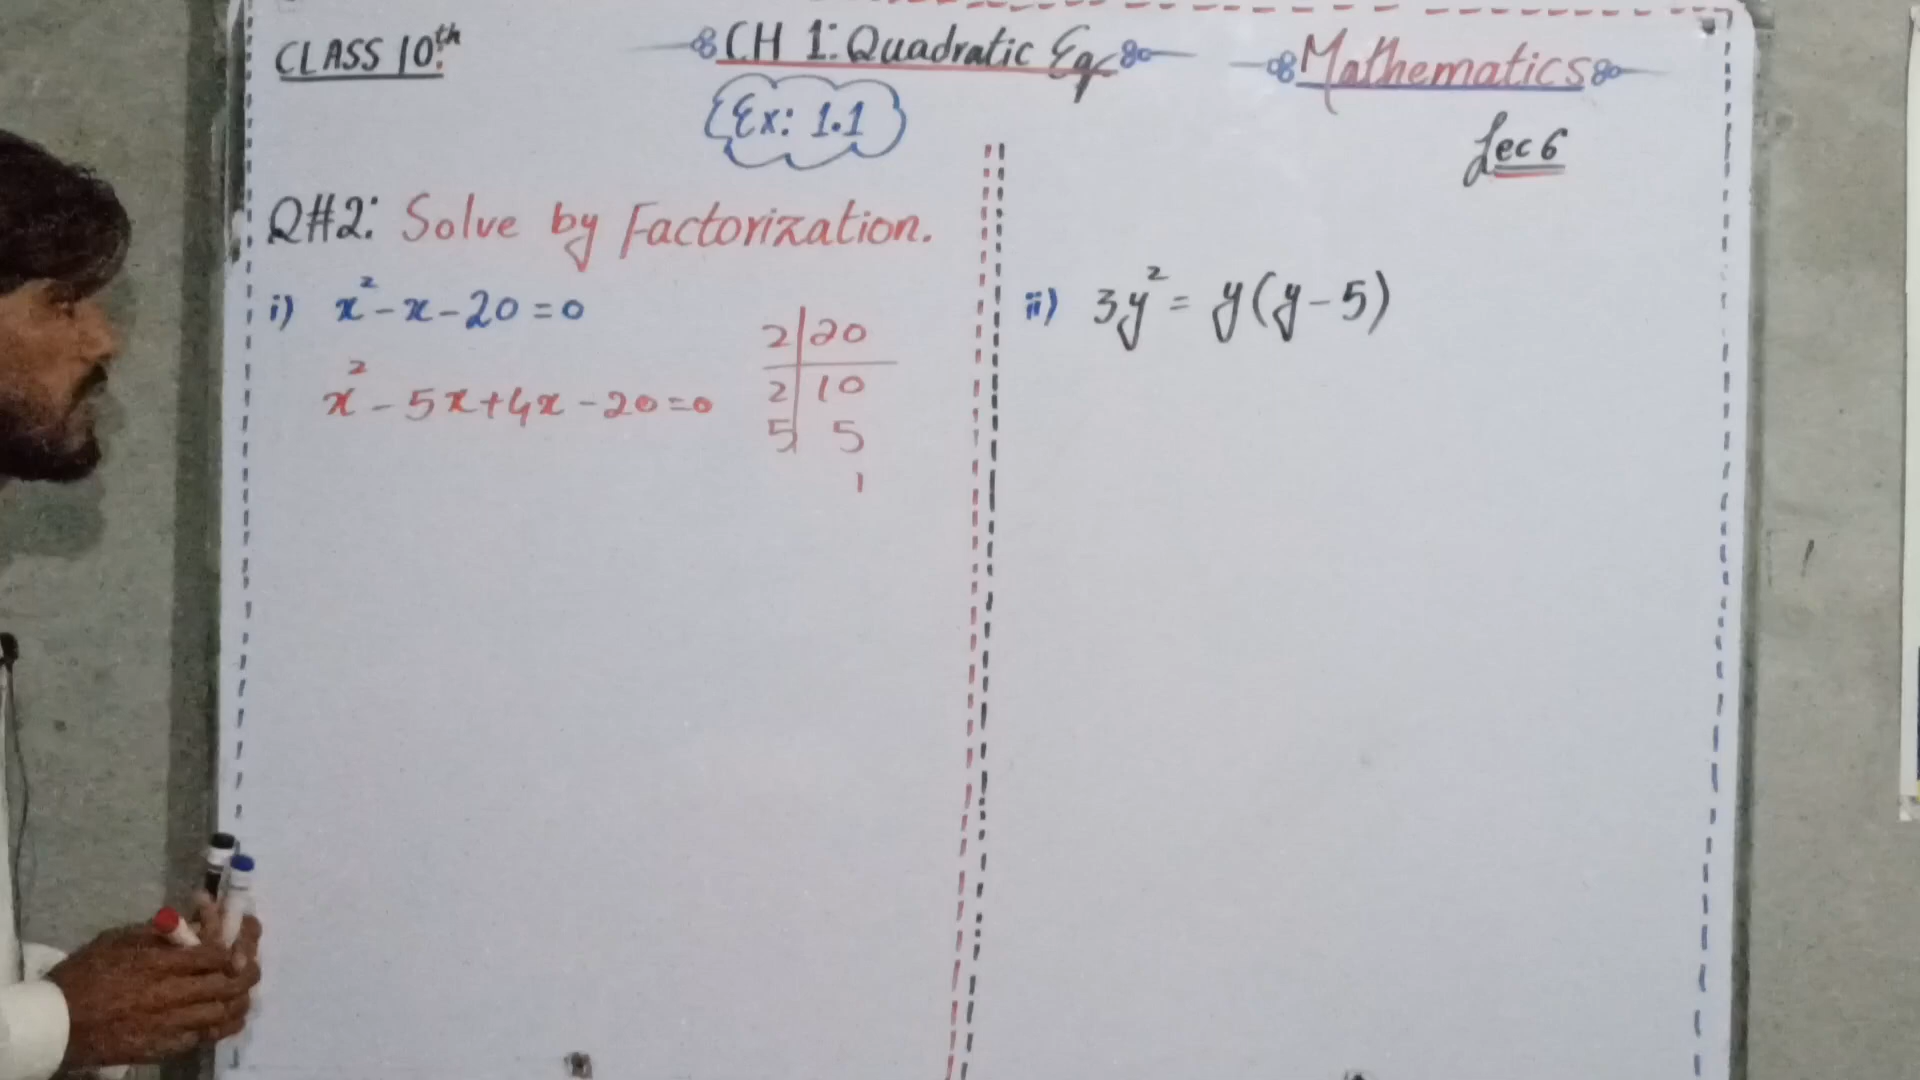 CLASS 10th.
CH 1: Quadratic Eq
Mathematics
Ex: 1.1
Lec 6
Q#2: Solve by Factorization.
i) x² - x - 20 = 0
x² - 5x + 4x - 20 = 0
2 | 20
2 | 10
5 | 5
1
ii) 3y² = y(y - 5)